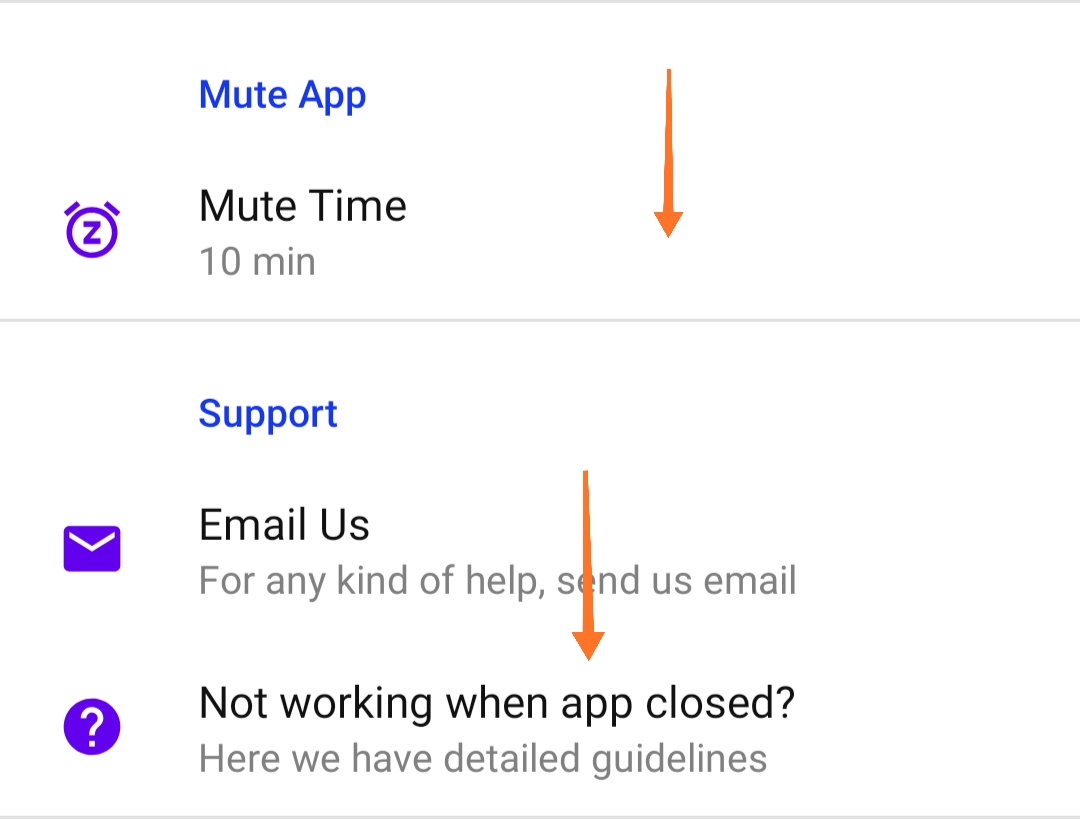 Mute App
Mute Time
10 min
Support
Email Us
For any kind of help, send us email
Not working when app closed?
Here we have detailed guidelines